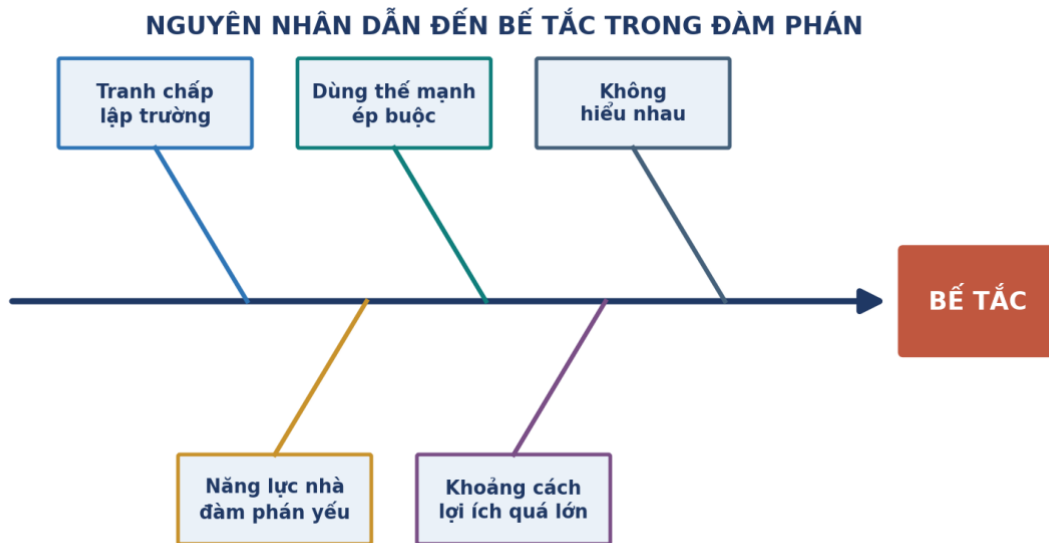 NGUYÊN NHÂN DẪN ĐẾN BẾ TẮC TRONG ĐÀM PHÁN
Tranh chấp
lập trường
Dùng thế mạnh
ép buộc
Không
hiểu nhau
BẾ TẮC
Năng lực nhà
đàm phán yếu
Khoảng cách
lợi ích quá lớn